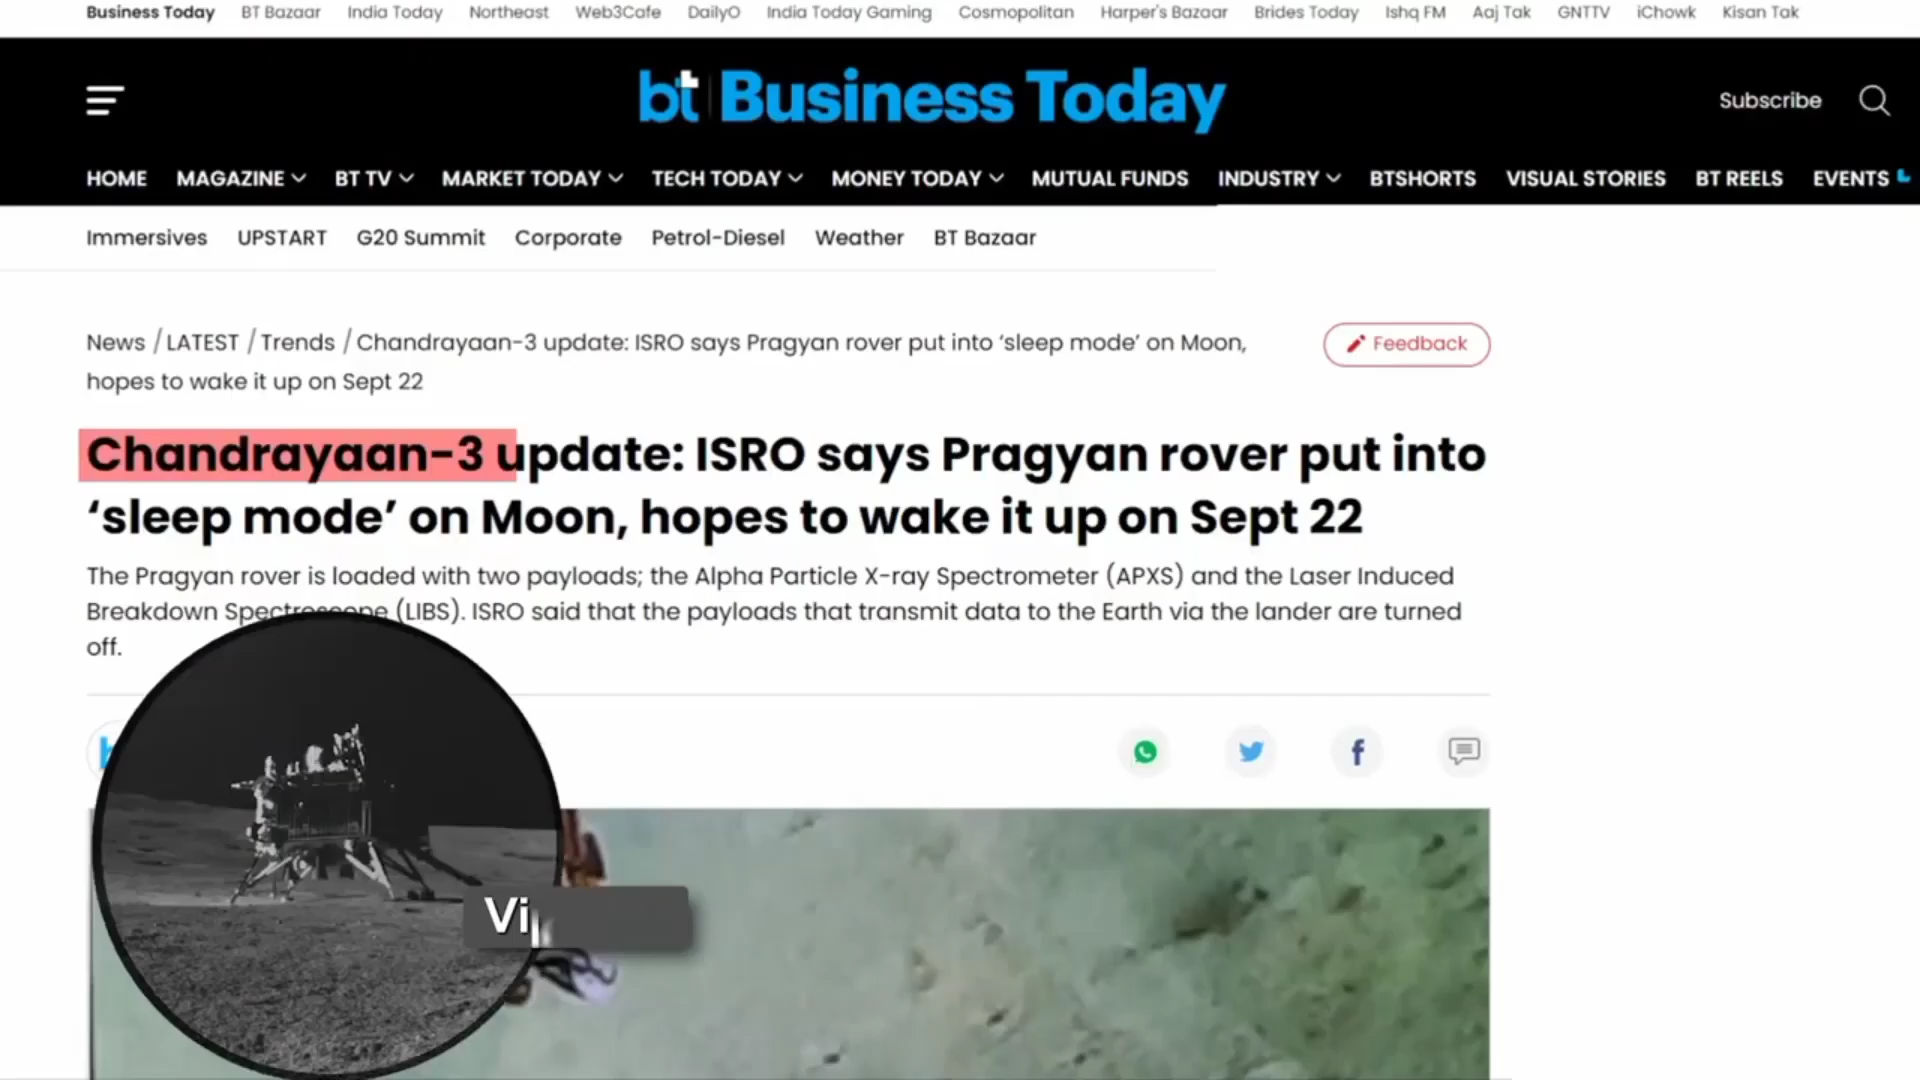 Business Today BT Bazaar India Today Northeast Web3Cafe DailyO India Today Gaming Cosmopolitan Harper's Bazaar Brides Today Ishq FM Aaj Tak GNTTV iChowk Kisan Tak
bt Business Today
Subscribe
HOME MAGAZINE BT TV MARKET TODAY TECH TODAY MONEY TODAY MUTUAL FUNDS INDUSTRY BTSHORTS VISUAL STORIES BT REELS EVENTS
Immersives UPSTART G20 Summit Corporate Petrol-Diesel Weather BT Bazaar
News / LATEST / Trends / Chandrayaan-3 update: ISRO says Pragyan rover put into ‘sleep mode’ on Moon,
hopes to wake it up on Sept 22
Feedback
Chandrayaan-3 update: ISRO says Pragyan rover put into
‘sleep mode’ on Moon, hopes to wake it up on Sept 22
The Pragyan rover is loaded with two payloads; the Alpha Particle X-ray Spectrometer (APXS) and the Laser Induced
Breakdown Spectroscope (LIBS). ISRO said that the payloads that transmit data to the Earth via the lander are turned
off.